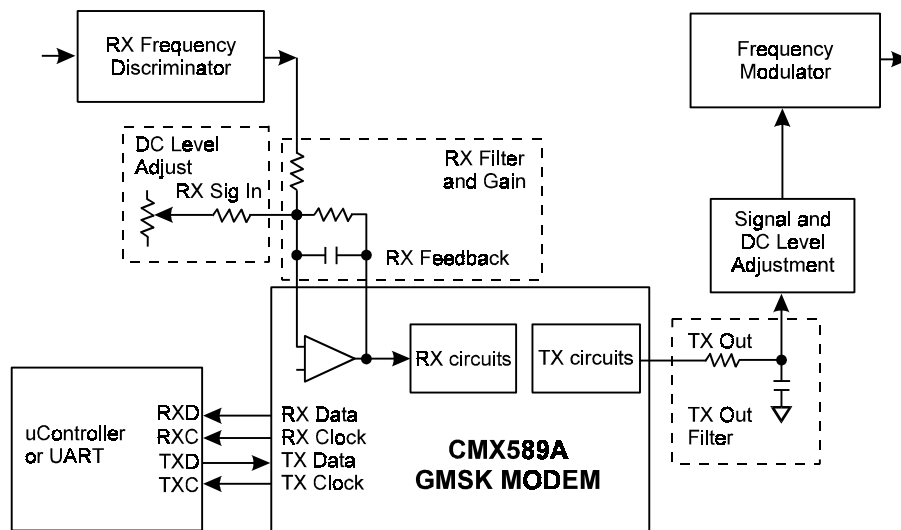 RX Frequency
Discriminator
Frequency
Modulator
DC Level
Adjust
RX Sig In
RX Filter
and Gain
RX Feedback
Signal and
DC Level
Adjustment
RX circuits
TX circuits
TX Out
TX Out
Filter
uController
or UART
RXD
RXC
TXD
TXC
RX Data
RX Clock
TX Data
TX Clock
CMX589A
GMSK MODEM